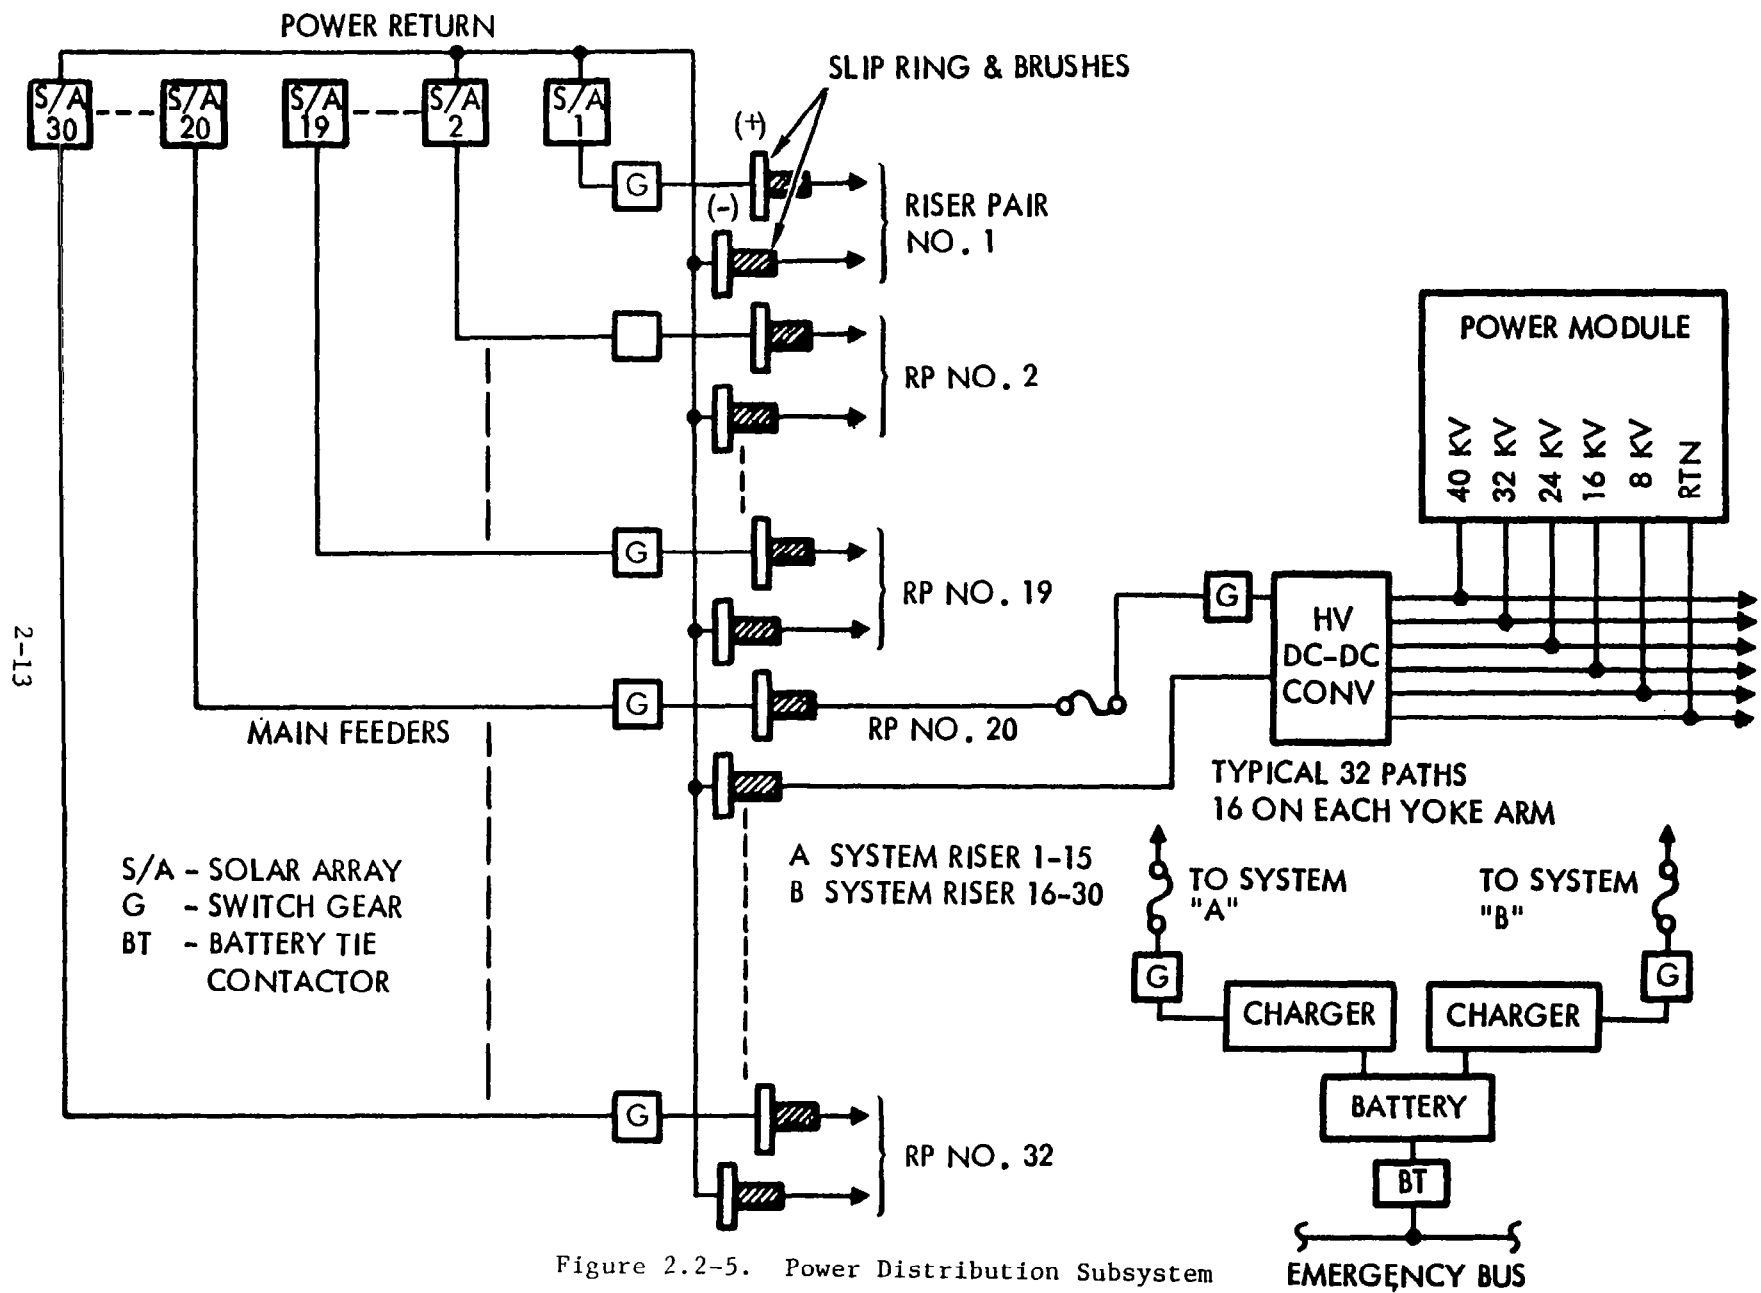 POWER RETURN
SLIP RING & BRUSHES
S/A
30
S/A
20
S/A
19
S/A
2
S/A
1
(+)
G
(-)
RISER PAIR
NO. 1
RP NO. 2
POWER MODULE
40 KV
32 KV
24 KV
16 KV
8 KV
RTN
G
RP NO. 19
G
HV
DC-DC
CONV
2-13
G
MAIN FEEDERS
RP NO. 20
TYPICAL 32 PATHS
16 ON EACH YOKE ARM
A SYSTEM RISER 1-15
B SYSTEM RISER 16-30
S/A - SOLAR ARRAY
G - SWITCH GEAR
BT - BATTERY TIE
CONTACTOR
TO SYSTEM
"A"
TO SYSTEM
"B"
G
G
CHARGER
CHARGER
BATTERY
G
RP NO. 32
BT
EMERGENCY BUS
Figure 2.2-5. Power Distribution Subsystem